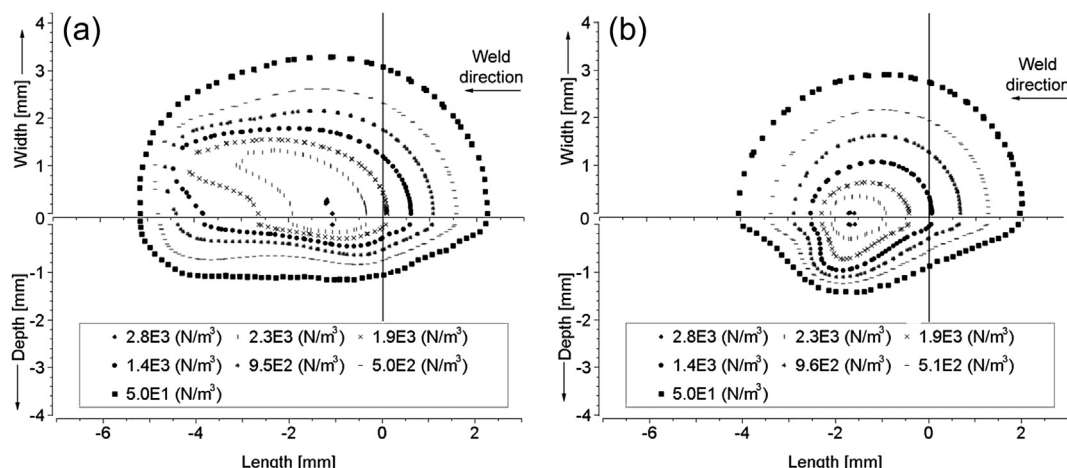 (a)
4
3
2
1
0
0
-1
-2
-3
-4
Width [mm]
Depth [mm]
Weld
direction
2.8E3 (N/m³) 2.3E3 (N/m³) 1.9E3 (N/m³)
1.4E3 (N/m³) 9.5E2 (N/m³) 5.0E2 (N/m³)
5.0E1 (N/m³)
-6 -4 -2 0 2
Length [mm]
(b)
4
3
2
1
0
0
-1
-2
-3
-4
Width [mm]
Depth [mm]
Weld
direction
2.8E3 (N/m³) 2.3E3 (N/m³) 1.9E3 (N/m³)
1.4E3 (N/m³) 9.6E2 (N/m³) 5.1E2 (N/m³)
5.0E1 (N/m³)
-6 -4 -2 0 2
Length [mm]